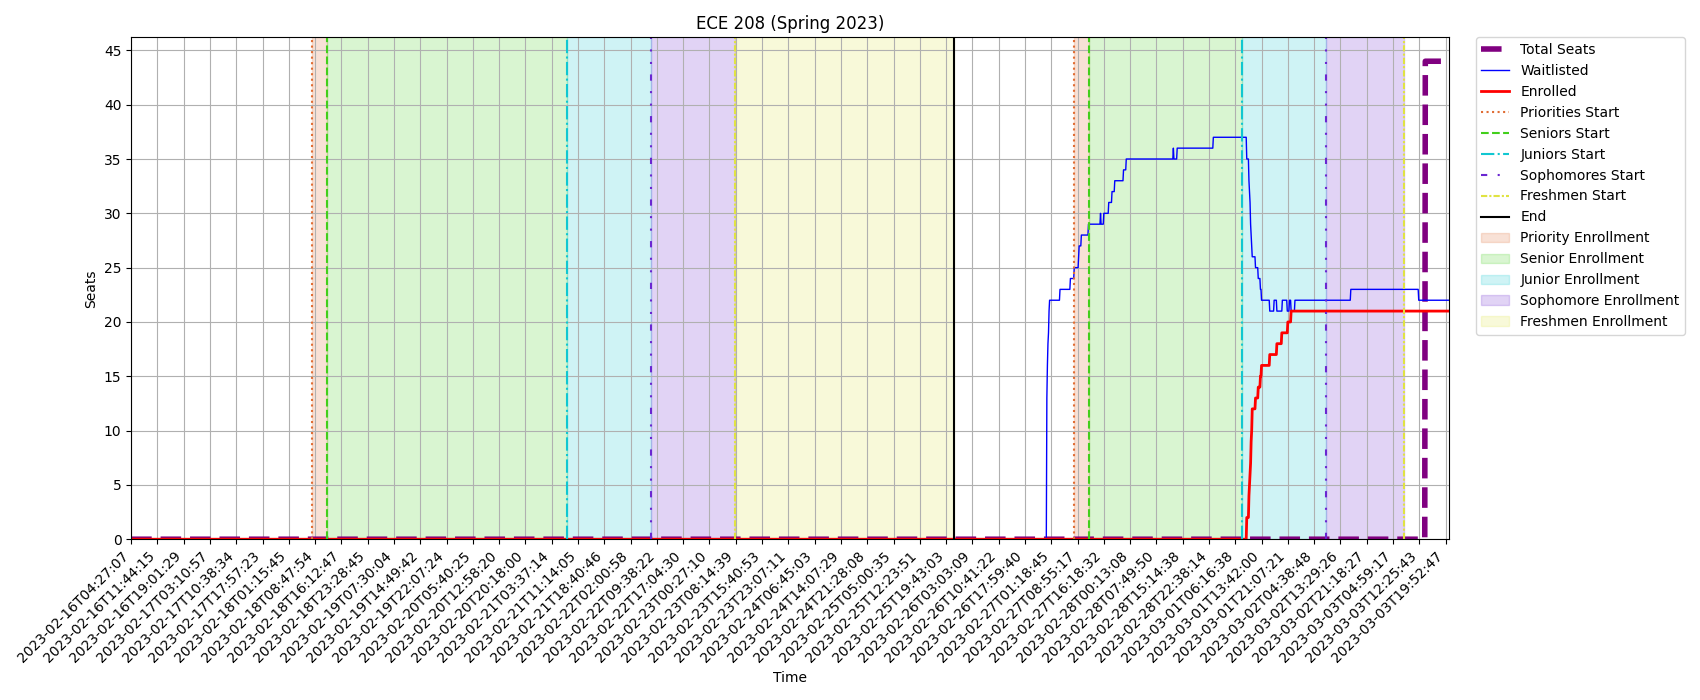 ECE 208 (Spring 2023)
45
40
35
30
25
20
15
10
5
0
Seats
2023-02-16T04:27:07
2023-02-16T11:44:15
2023-02-16T19:01:29
2023-02-17T03:10:57
2023-02-17T10:38:34
2023-02-17T17:57:23
2023-02-18T01:15:45
2023-02-18T08:47:54
2023-02-18T16:12:47
2023-02-18T23:28:45
2023-02-19T07:30:04
2023-02-19T14:49:42
2023-02-19T22:07:24
2023-02-20T05:40:25
2023-02-20T12:58:20
2023-02-20T20:18:00
2023-02-21T03:37:14
2023-02-21T11:14:05
2023-02-21T18:40:46
2023-02-22T02:00:58
2023-02-22T09:38:22
2023-02-22T17:04:30
2023-02-23T00:27:10
2023-02-23T08:14:39
2023-02-23T15:40:53
2023-02-23T23:07:11
2023-02-24T06:45:03
2023-02-24T14:07:29
2023-02-24T21:28:08
2023-02-25T05:00:35
2023-02-25T12:23:51
2023-02-25T19:43:03
2023-02-26T03:03:09
2023-02-26T10:41:22
2023-02-26T17:59:40
2023-02-27T01:18:45
2023-02-27T08:55:17
2023-02-27T16:18:32
2023-02-28T00:13:08
2023-02-28T07:49:50
2023-02-28T15:14:38
2023-02-28T22:38:14
2023-03-01T06:16:38
2023-03-01T13:42:00
2023-03-01T21:07:21
2023-03-02T04:38:48
2023-03-02T13:29:26
2023-03-02T21:18:27
2023-03-03T04:59:17
2023-03-03T12:25:43
2023-03-03T19:52:47
Time
Total Seats
Waitlisted
Enrolled
Priorities Start
Seniors Start
Juniors Start
Sophomores Start
Freshmen Start
End
Priority Enrollment
Senior Enrollment
Junior Enrollment
Sophomore Enrollment
Freshmen Enrollment